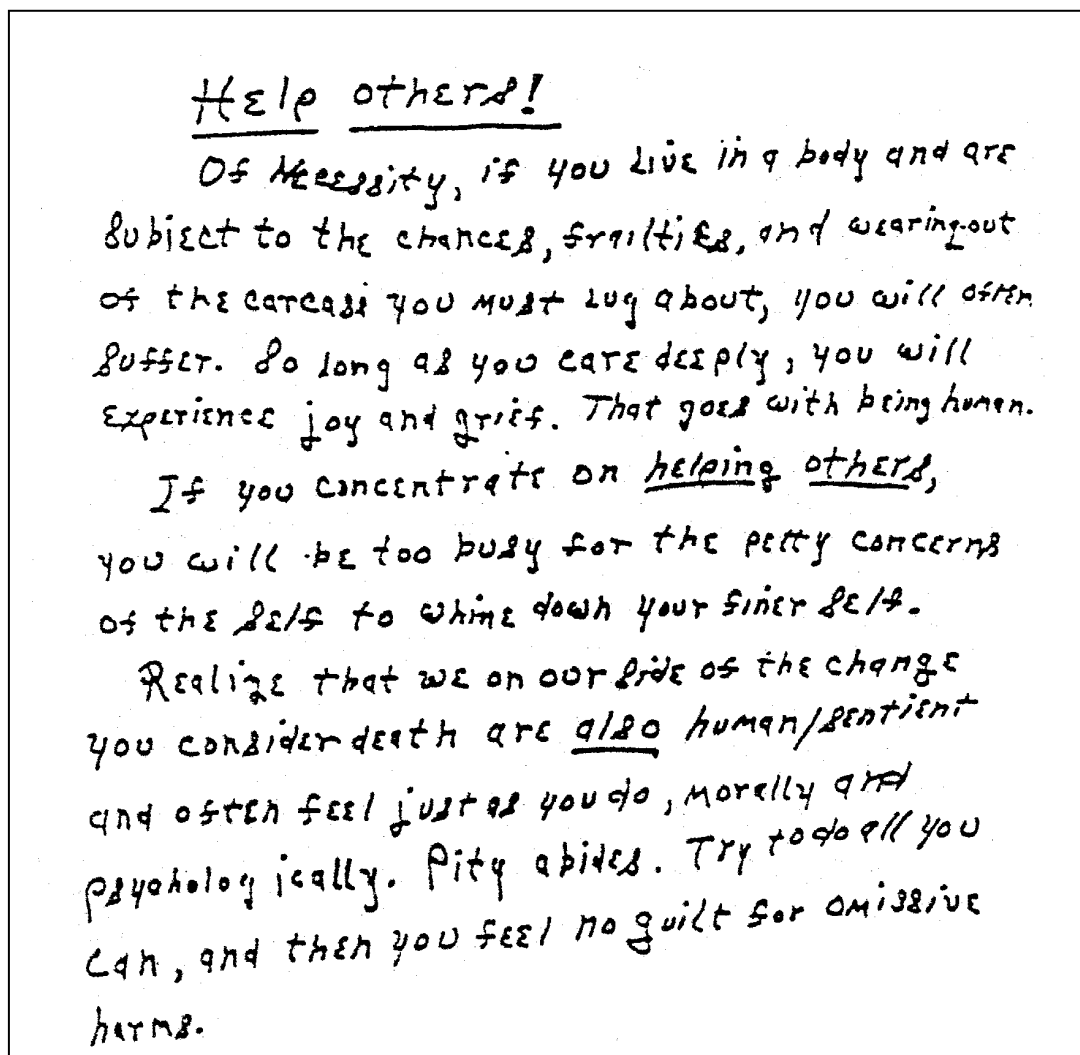 Help others!
Of Necessity, if you Live in a body and are
subject to the chances, frailties, and wearing-out
of the carcass you must lug about, you will often
suffer. So long as you care deeply, you will
experience joy and grief. That goes with being human.
If you concentrate on helping others,
you will be too busy for the petty concerns
of the self to whine down your finer self.
Realize that we on our side of the change
you consider death are also human/sentient
and often feel just as you do, morally and
psychologically. Pity abides. Try to do all you
can, and then you feel no guilt for omissive
harms.